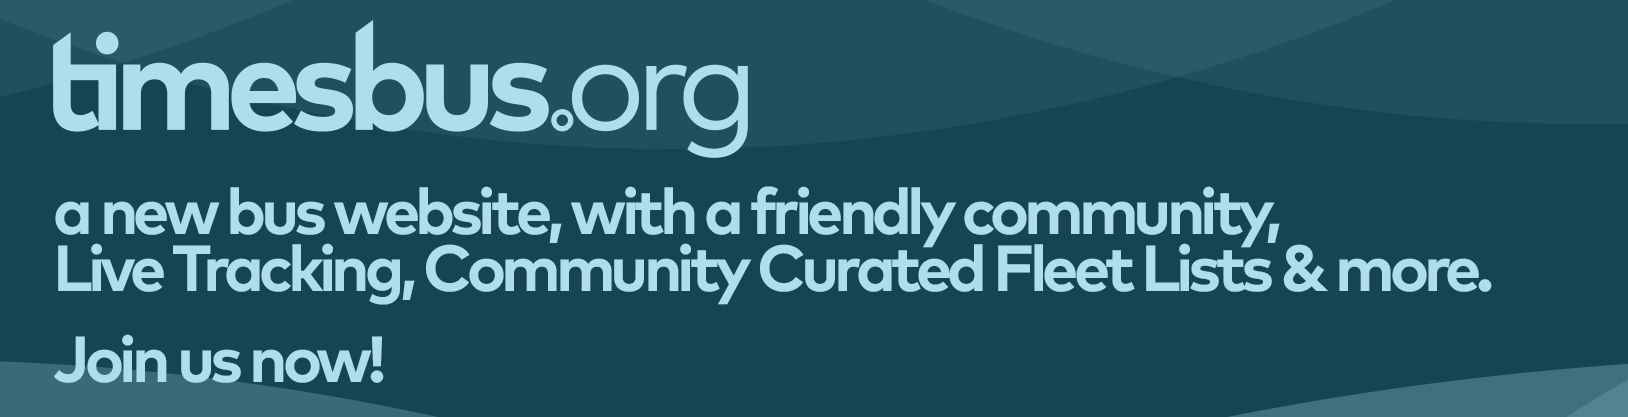 timesbus.org
a new bus website, with a friendly community,
Live Tracking, Community Curated Fleet Lists & more.
Join us now!